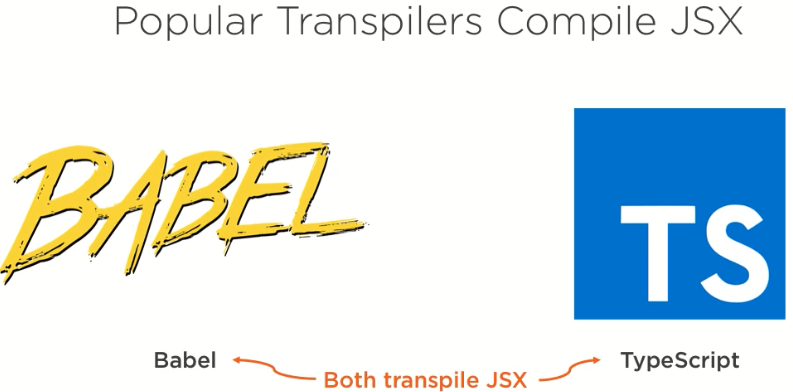 Popular Transpilers Compile JSX
BABEL
TS
Babel
Both transpile JSX
TypeScript